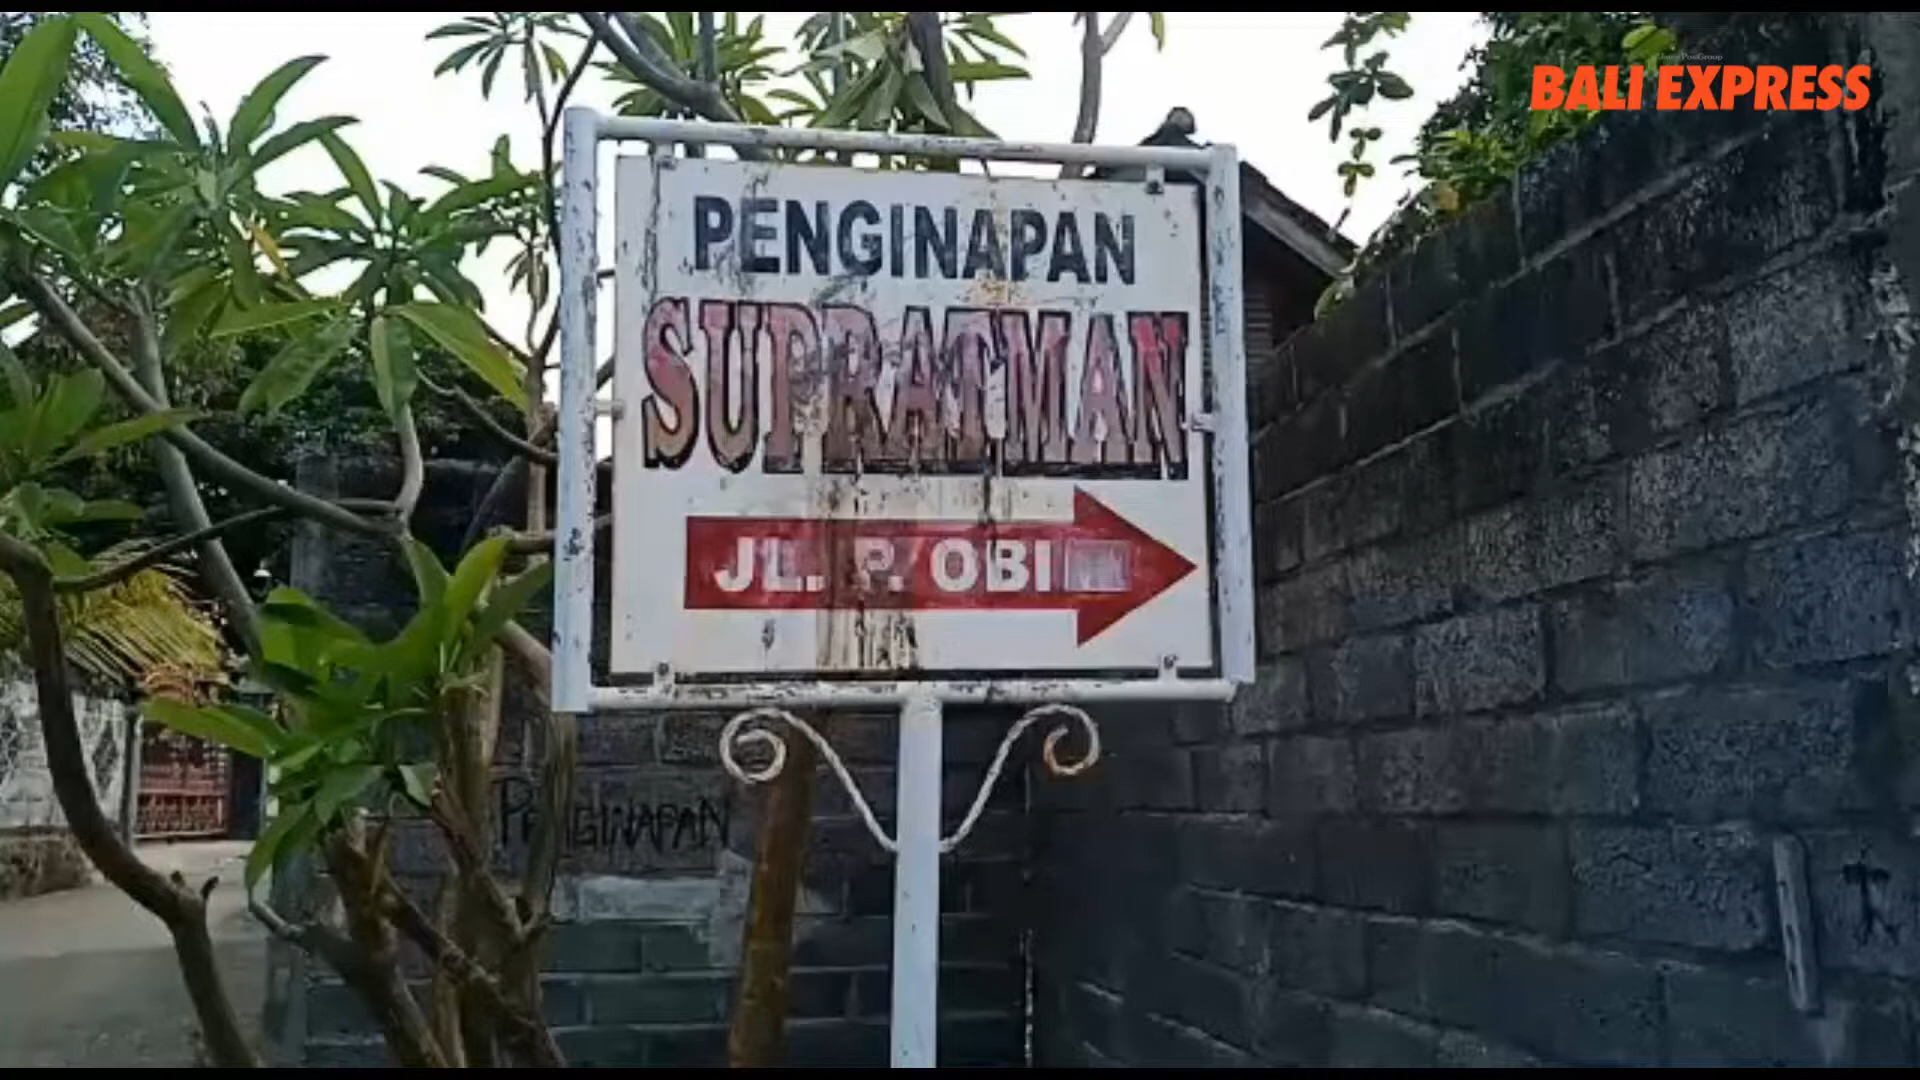 BALI EXPRESS
PENGINAPAN
SUPRATMAN
JL. P. OBI
PENGINAPAN